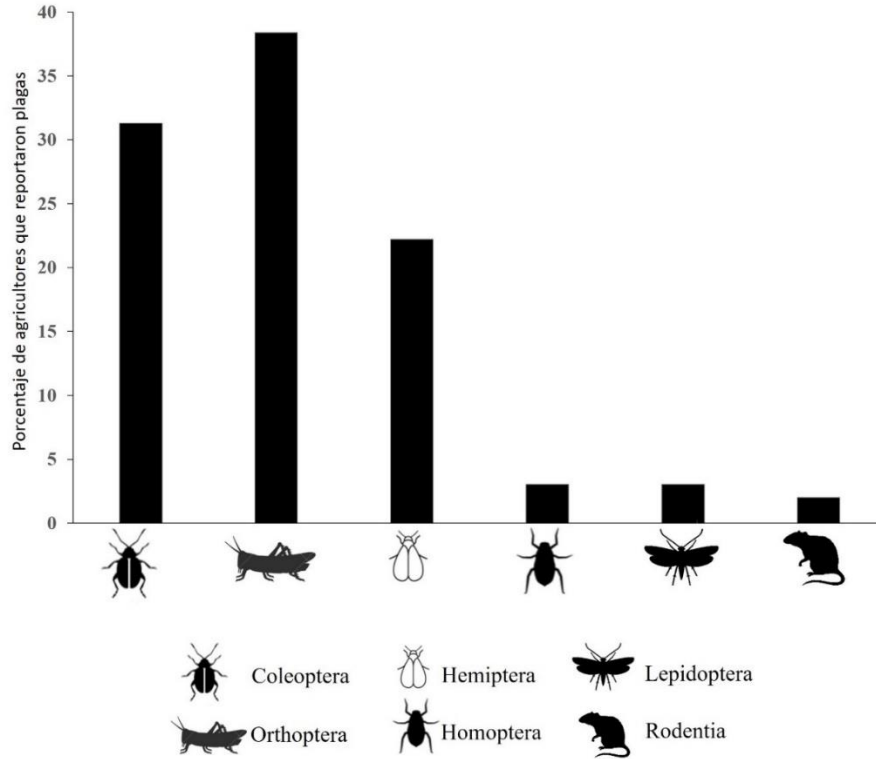 Porcentaje de agricultores que reportaron plagas
40
35
30
25
20
15
10
5
0
Coleoptera
Hemiptera
Lepidoptera
Orthoptera
Homoptera
Rodentia